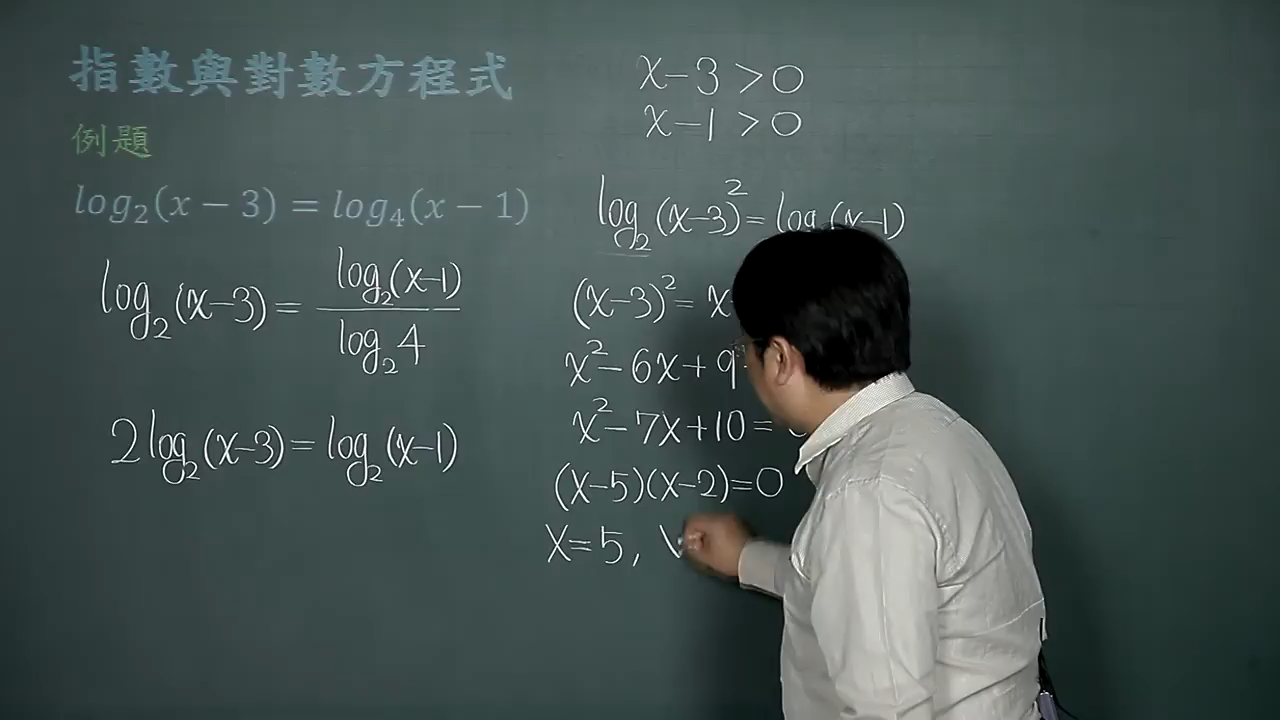 指數與對數方程式
例題
log₂(x − 3) = log₄(x − 1)
log₂(x−3) = log₂(x−1) / log₂4
2log₂(x−3) = log₂(x−1)
x−3 > 0
x−1 > 0
log₂(x−3)² = log (x−1)
(x−3)² = x
x² − 6x + 9
x² − 7x + 10 =
(x−5)(x−2) = 0
x = 5 ,